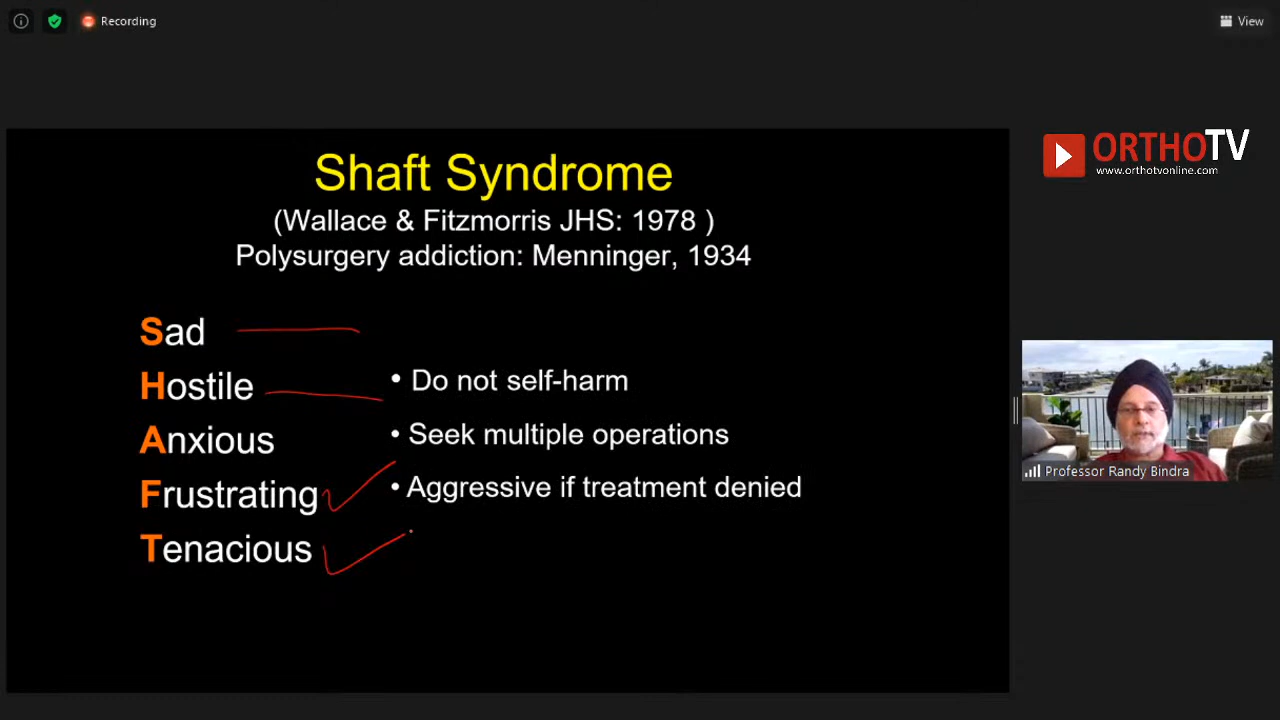 Recording
View
ORTHOTV
www.orthotvonline.com
Shaft Syndrome
(Wallace & Fitzmorris JHS: 1978 )
Polysurgery addiction: Menninger, 1934
Sad
Hostile
Anxious
Frustrating
Tenacious
• Do not self-harm
• Seek multiple operations
• Aggressive if treatment denied
Professor Randy Bindra